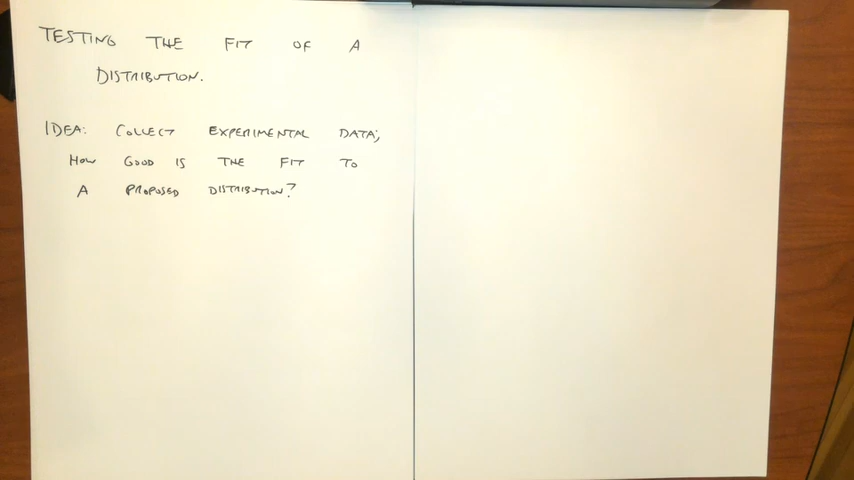 TESTING THE FIT OF A
DISTRIBUTION.
IDEA: COLLECT EXPERIMENTAL DATA;
HOW GOOD IS THE FIT TO
A PROPOSED DISTRIBUTION?